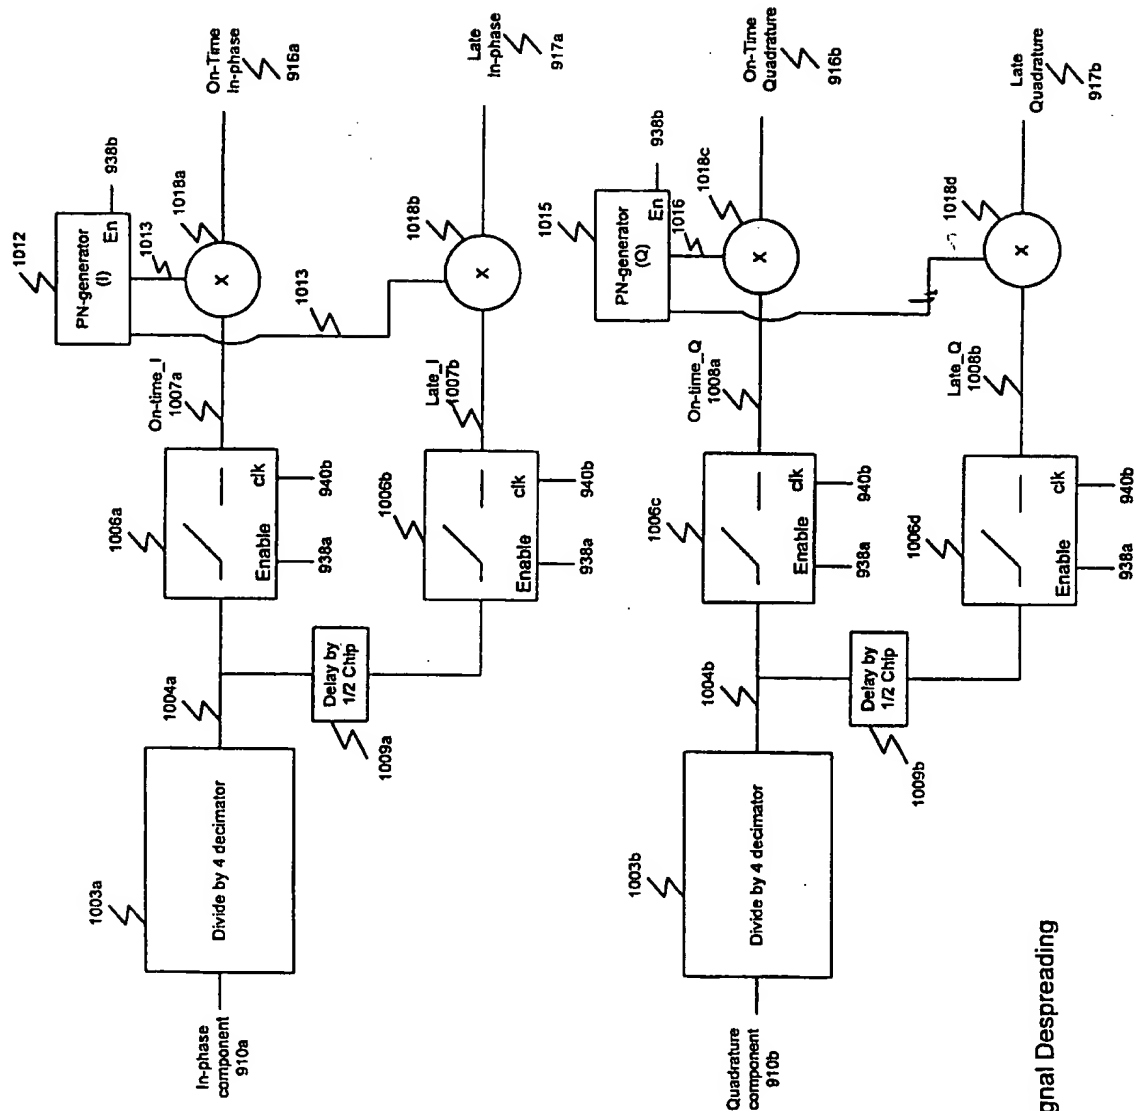 On-Time
In-phase
916a
Late
In-phase
917a
On-Time
Quadrature
916b
Late
Quadrature
917b
1012
PN-generator
(I)
En
938b
1013
1018a
X
1013
1018b
X
1015
PN-generator
(Q)
En
938b
1016
1018c
X
1018d
X
On-time_I
1007a
Late_I
1007b
On-time_Q
1008a
Late_Q
1008b
1006a
Enable
clk
938a
940b
1006b
Enable
clk
938a
940b
1006c
Enable
clk
938a
940b
1006d
Enable
clk
938a
940b
1004a
Delay by
1/2 Chip
1009a
1004b
Delay by
1/2 Chip
1009b
1003a
Divide by 4 decimator
1003b
Divide by 4 decimator
In-phase
component
910a
Quadrature
component
910b
gnal Despreading